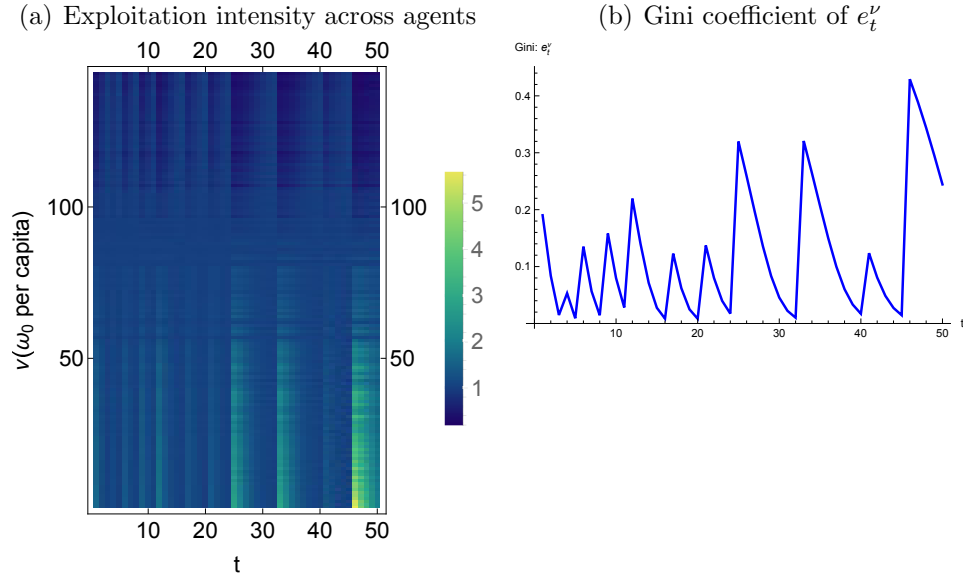 (a) Exploitation intensity across agents
10 20 30 40 50
100 100
50 50
10 20 30 40 50
ν(ω₀ per capita)
t
5
4
3
2
1
(b) Gini coefficient of e_t^ν
Gini: e_t^ν
0.4
0.3
0.2
0.1
10 20 30 40 50
t